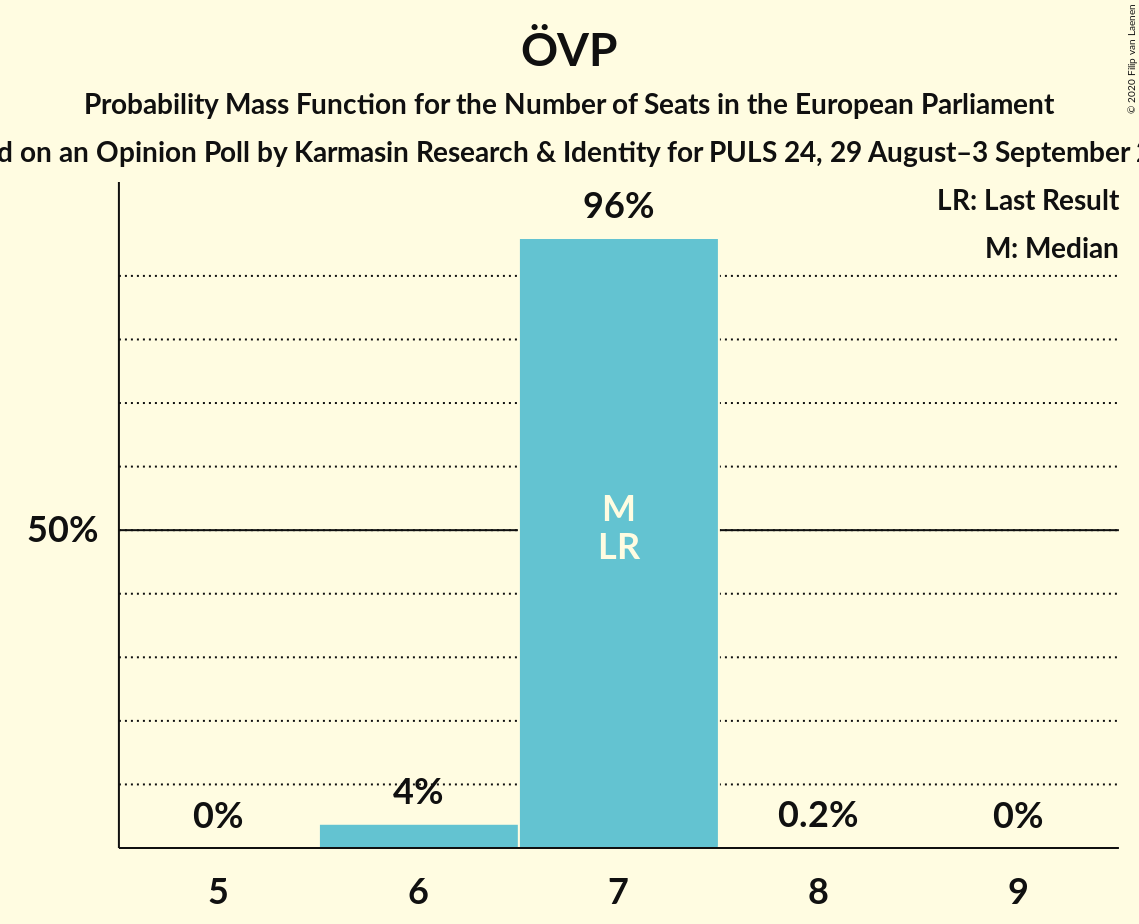 ÖVP
Probability Mass Function for the Number of Seats in the European Parliament
on an Opinion Poll by Karmasin Research & Identity for PULS 24, 29 August–3 September
© 2020 Filip van Laenen
LR: Last Result
M: Median
96%
M
LR
50%
4%
0%
0.2%
0%
5
6
7
8
9